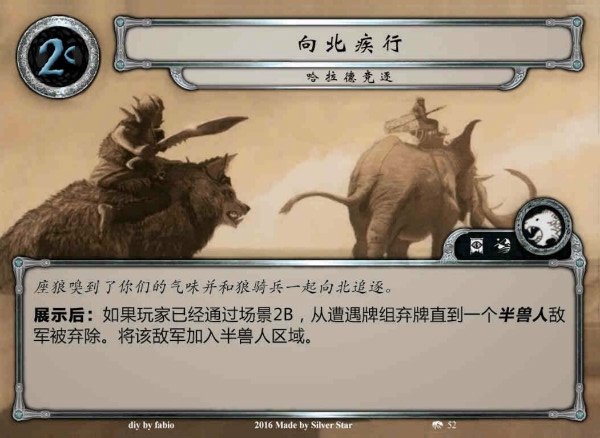 2C
向北疾行
哈拉德竞逐
座狼嗅到了你们的气味并和狼骑兵一起向北追逐。
展示后：如果玩家已经通过场景2B，从遭遇牌组弃牌直到一个半兽人敌
军被弃除。将该敌军加入半兽人区域。
diy by fabio
2016 Made by Silver Star
52